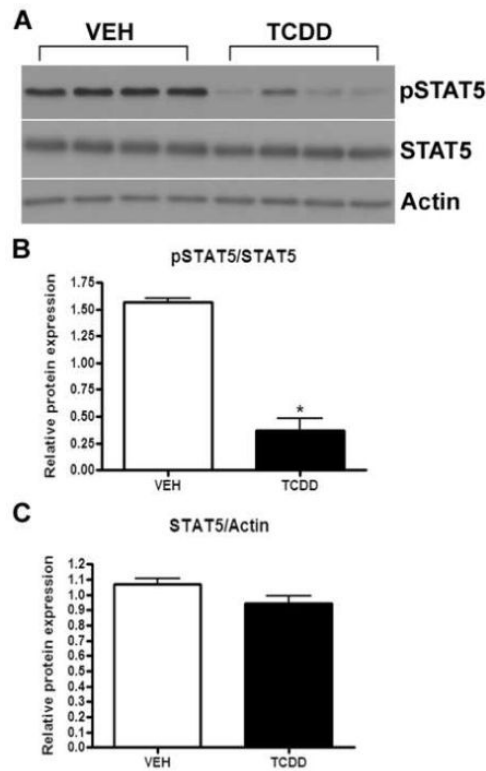 A
VEH TCDD
pSTAT5
STAT5
Actin
B
pSTAT5/STAT5
Relative protein expression
1.75
1.50
1.25
1.00
0.75
0.50
0.25
0.00
*
VEH TCDD
C
STAT5/Actin
Relative protein expression
1.2
1.1
1.0
0.9
0.8
0.7
0.6
0.5
0.4
0.3
0.2
0.1
0.0
VEH TCDD